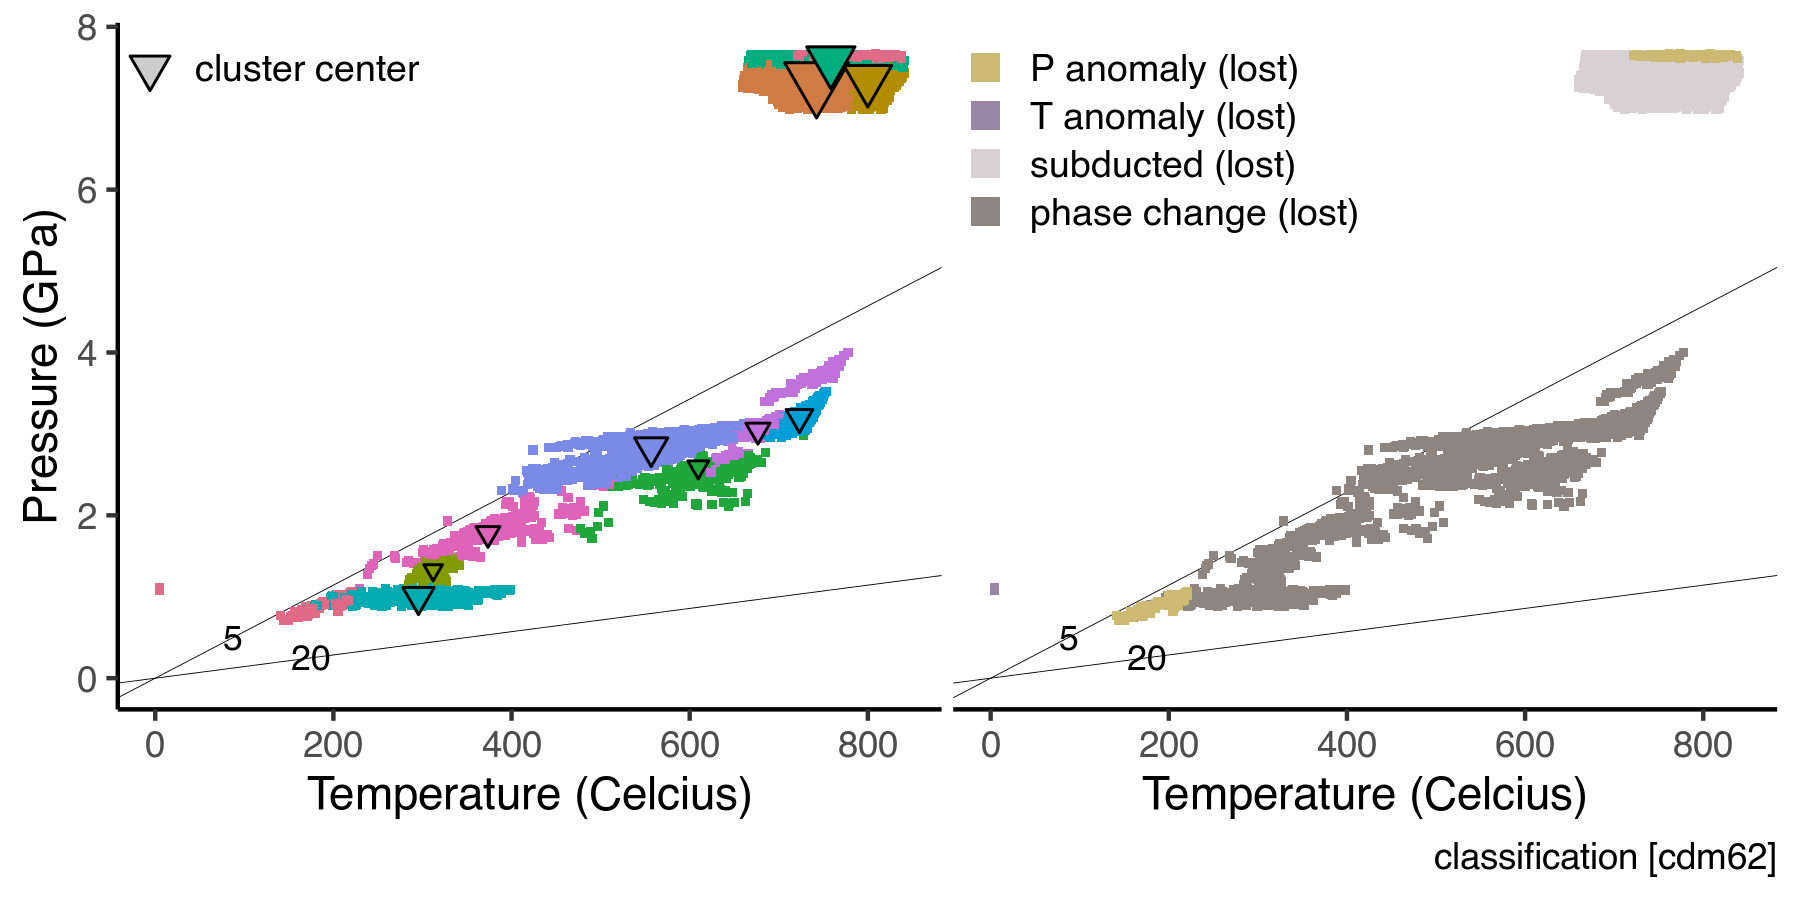 cluster center
P anomaly (lost)
T anomaly (lost)
subducted (lost)
phase change (lost)
Pressure (GPa)
8
6
4
2
0
5
20
5
20
0 200 400 600 800
0 200 400 600 800
Temperature (Celcius)
Temperature (Celcius)
classification [cdm62]